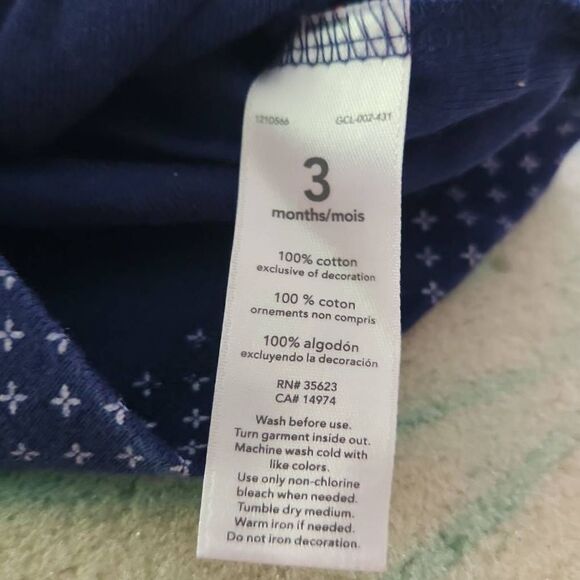 121D566 GCL-002-431
3
months/mois
100% cotton
exclusive of decoration
100 % coton
ornements non compris
100% algodón
excluyendo la decoración
RN# 35623
CA# 14974
Wash before use.
Turn garment inside out.
Machine wash cold with
like colors.
Use only non-chlorine
bleach when needed.
Tumble dry medium.
Warm iron if needed.
Do not iron decoration.